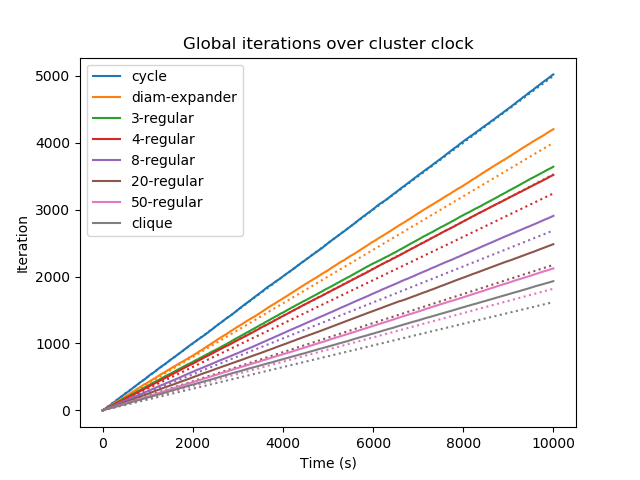 Global iterations over cluster clock
cycle
diam-expander
3-regular
4-regular
8-regular
20-regular
50-regular
clique
5000
4000
3000
2000
1000
0
Iteration
0 2000 4000 6000 8000 10000
Time (s)